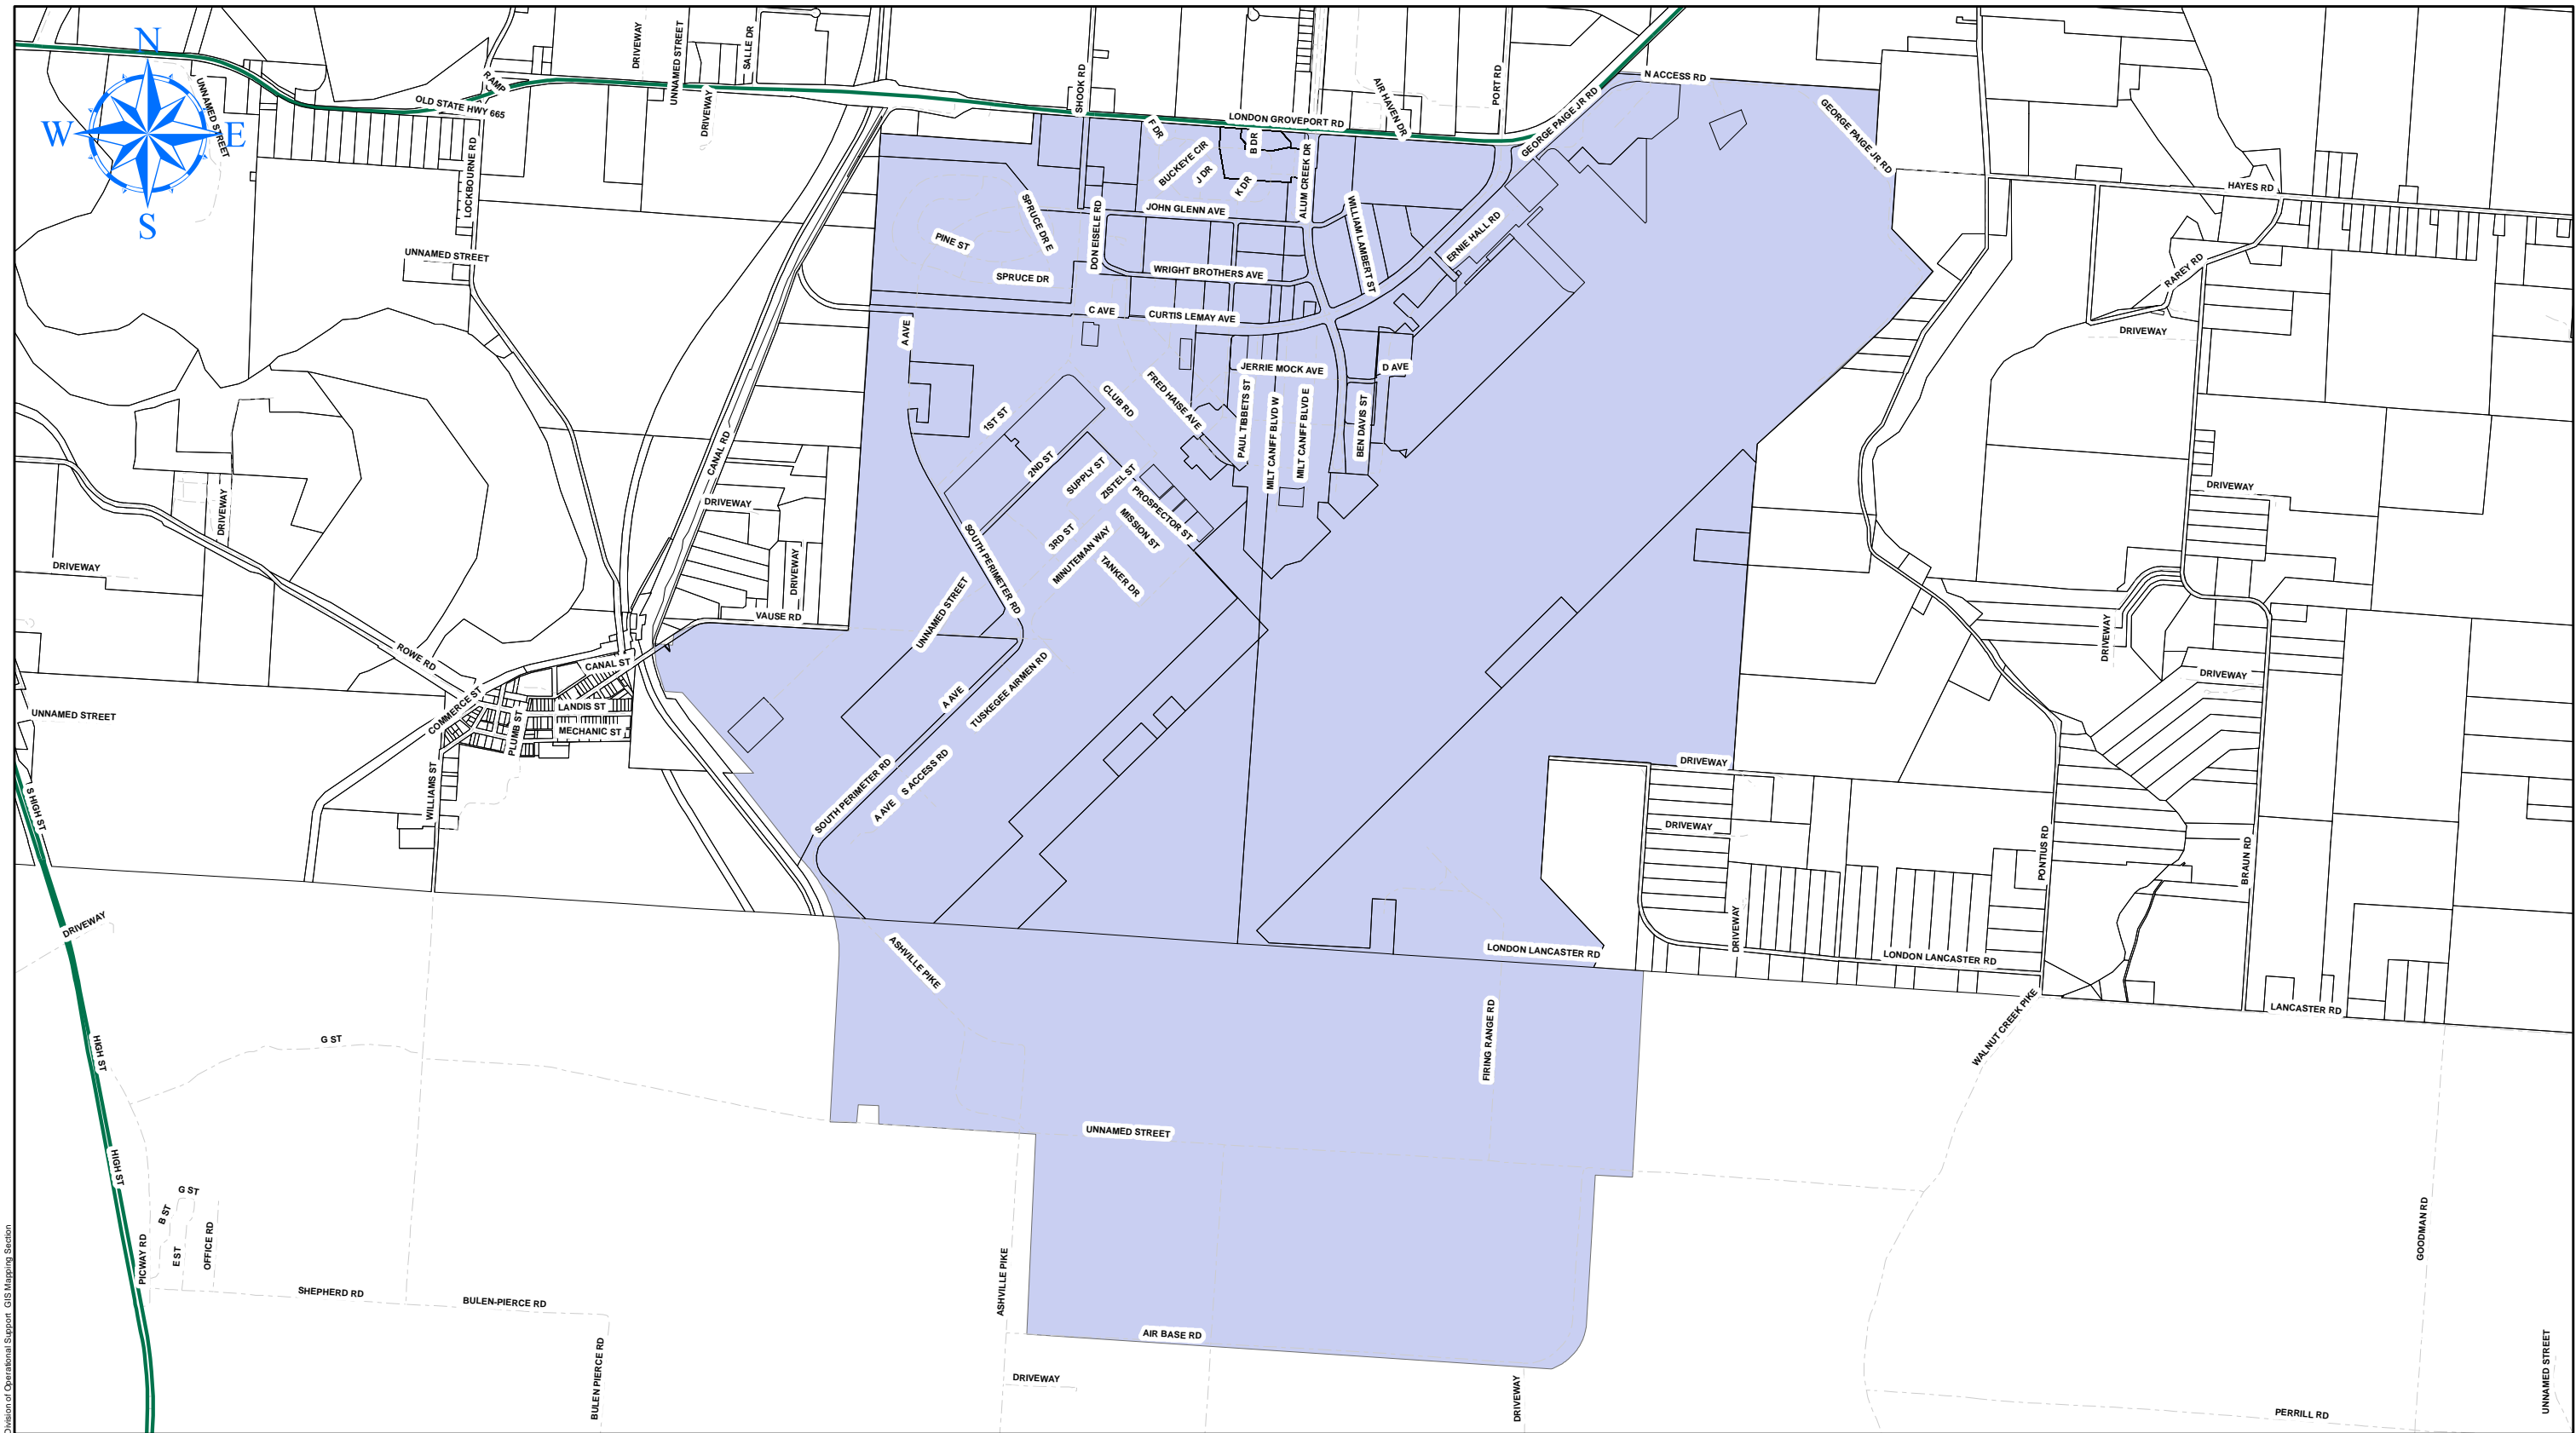 N
W
E
S
RAMP
OLD STATE HWY 665
UNNAMED STREET
DRIVEWAY
UNNAMED STREET
SALLE DR
DRIVEWAY
LOCKBOURNE RD
UNNAMED STREET
SHOOK RD
F DR
LONDON GROVEPORT RD
B DR
BUCKEYE CIR
J DR
K DR
ALUM CREEK DR
AIR HAVEN DR
PORT RD
GEORGE PAIGE JR RD
N ACCESS RD
GEORGE PAIGE JR RD
HAYES RD
RAREY RD
DRIVEWAY
SPRUCE DR E
PINE ST
SPRUCE DR
DON EISELE RD
JOHN GLENN AVE
WILLIAM LAMBERT ST
ERNIE HALL RD
WRIGHT BROTHERS AVE
C AVE
CURTIS LEMAY AVE
A AVE
JERRIE MOCK AVE
D AVE
CLUB RD
FRED HAISE AVE
PAUL TIBBETS ST
MILT CANIFF BLVD W
MILT CANIFF BLVD E
BEN DAVIS ST
1ST ST
2ND ST
SUPPLY ST
ZISTEL ST
PROSPECTOR ST
MISSION ST
3RD ST
MINUTEMAN WAY
TANKER DR
SOUTH PERIMETER RD
UNNAMED STREET
CANAL RD
DRIVEWAY
DRIVEWAY
VAUSE RD
DRIVEWAY
DRIVEWAY
ROWE RD
CANAL ST
COMMERCE ST
LANDIS ST
PLUMB ST
MECHANIC ST
WILLIAMS ST
UNNAMED STREET
S HIGH ST
DRIVEWAY
A AVE
TUSKEGEE AIRMEN RD
SOUTH PERIMETER RD
S ACCESS RD
A AVE
DRIVEWAY
DRIVEWAY
DRIVEWAY
DRIVEWAY
DRIVEWAY
DRIVEWAY
PONTIUS RD
BRAUN RD
LONDON LANCASTER RD
LONDON LANCASTER RD
LANCASTER RD
WALNUT CREEK PIKE
ASHVILLE PIKE
FIRING RANGE RD
G ST
HIGH ST
HIGH ST
UNNAMED STREET
G ST
B ST
E ST
OFFICE RD
PICWAY RD
SHEPHERD RD
BULEN-PIERCE RD
BULEN PIERCE RD
ASHVILLE PIKE
AIR BASE RD
DRIVEWAY
DRIVEWAY
GOODMAN RD
PERRILL RD
UNNAMED STREET
Division of Operational Support GIS Mapping Section